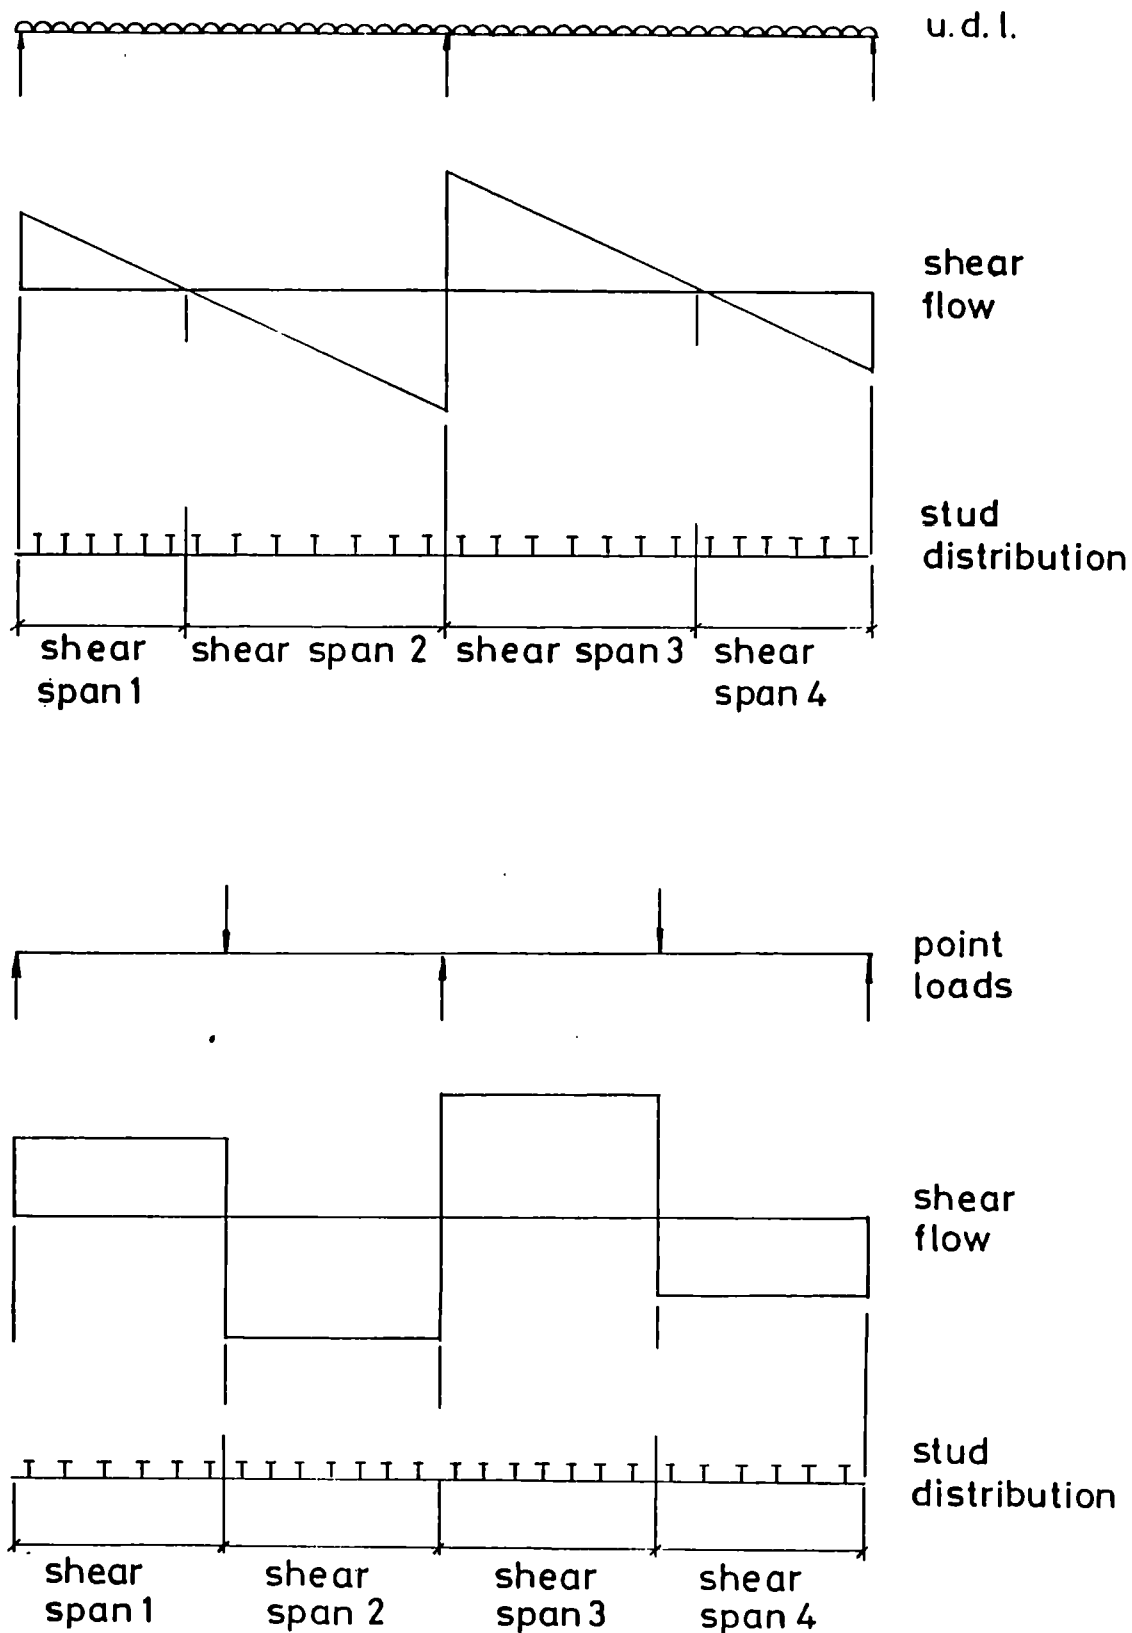 u.d.l.
shear
flow
stud
distribution
shear
span 1
shear span 2
shear span 3
shear
span 4
point
loads
shear
flow
stud
distribution
shear
span 1
shear
span 2
shear
span 3
shear
span 4